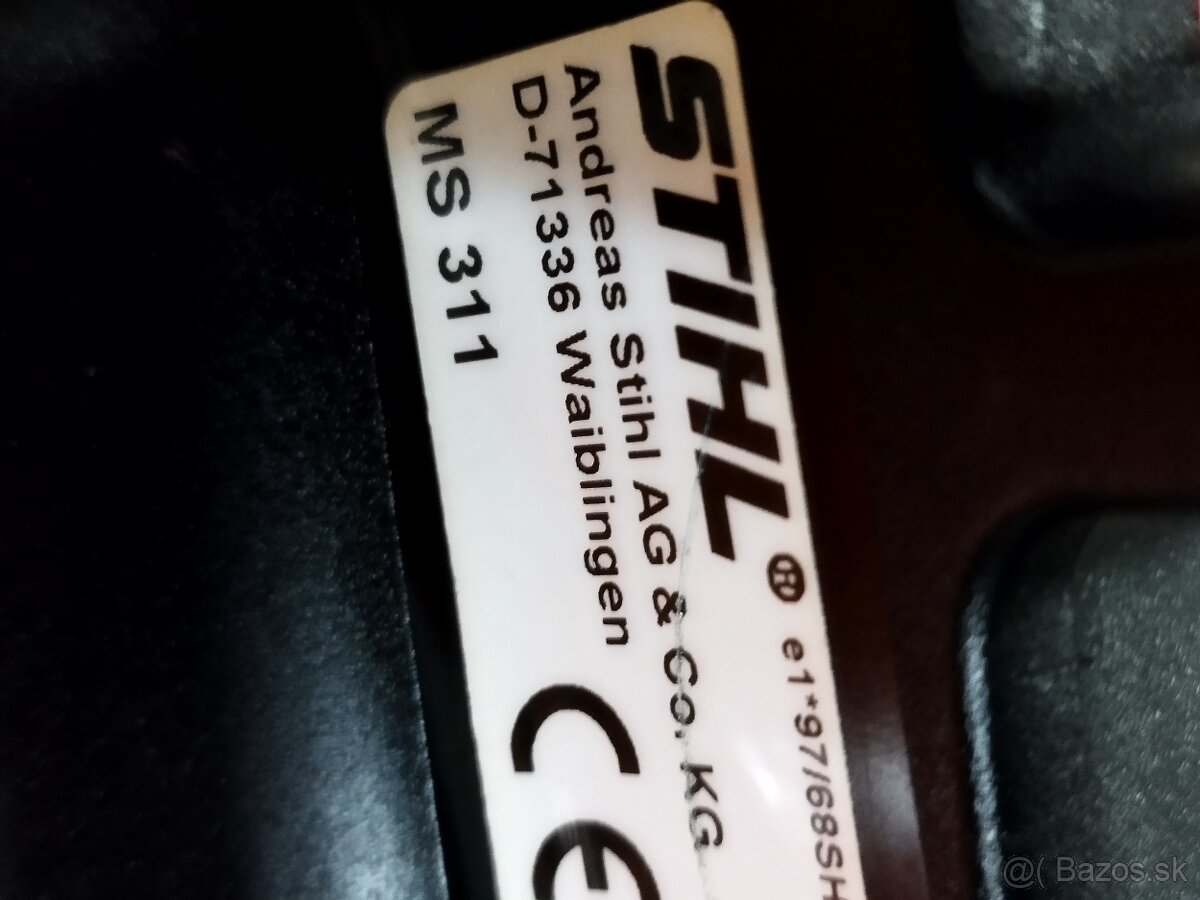 STIHL® e1*97/68SH
Andreas Stihl AG & Co. KG
D-71336 Waiblingen
MS 311
CE
@( Bazos.sk